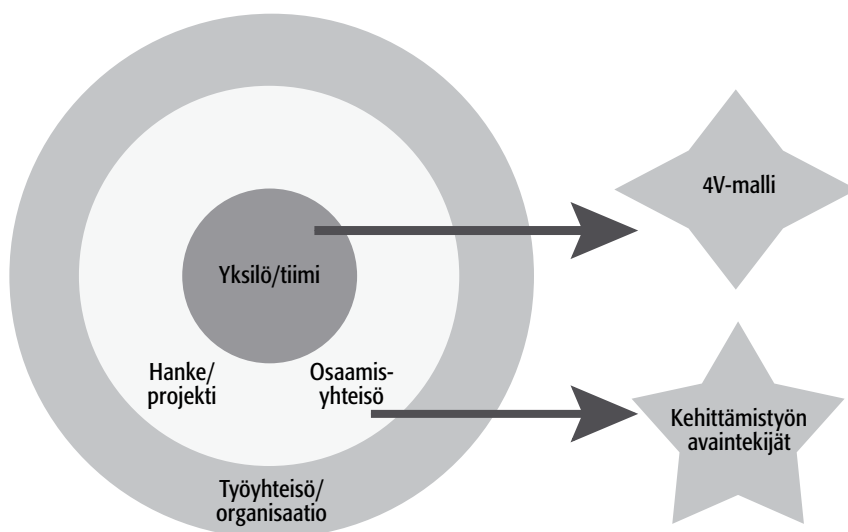 4V-malli
Yksilö/tiimi
Hanke/
projekti
Osaamis-
yhteisö
Kehittämistyön
avaintekijät
Työyhteisö/
organisaatio